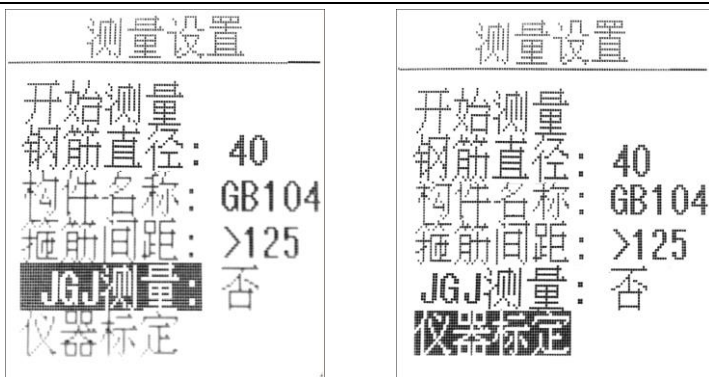 测量设置
开始测量
钢筋直径: 40
构件名称: GB104
箍筋间距: >125
JGJ测量: 否
仪器标定
测量设置
开始测量
钢筋直径: 40
构件名称: GB104
箍筋间距: >125
JGJ测量: 否
仪器标定